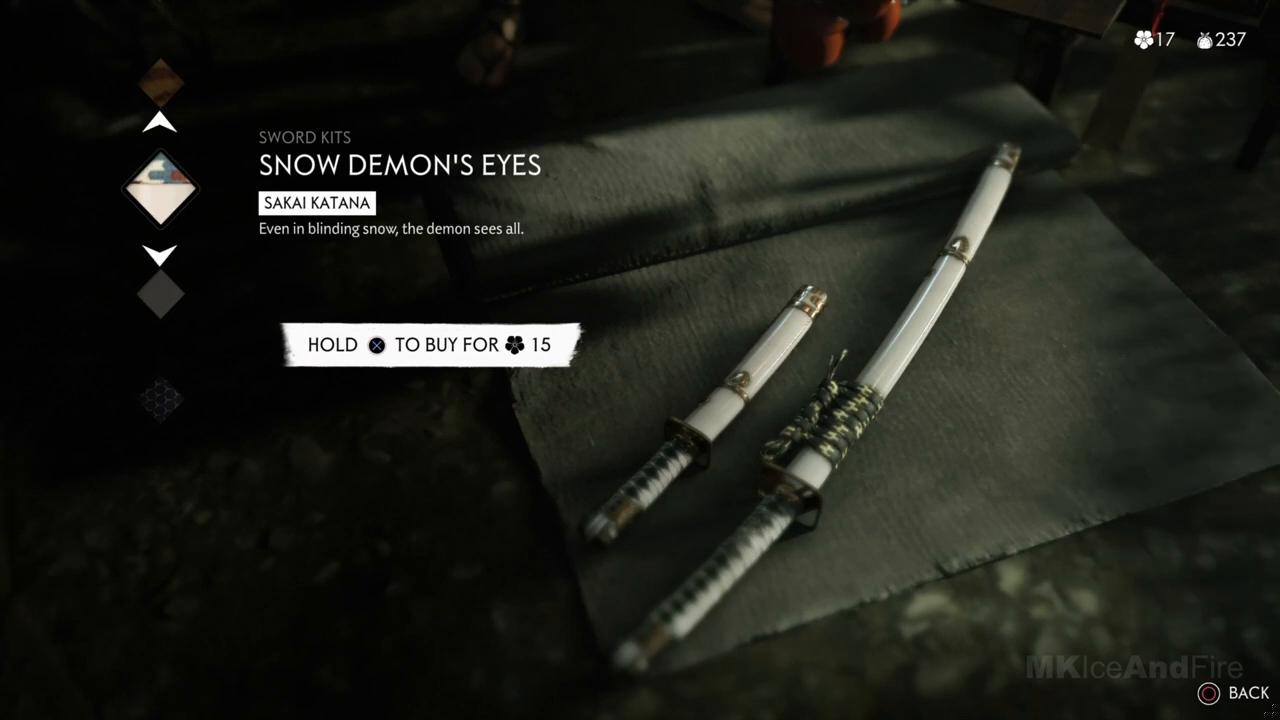 17 237
SWORD KITS
SNOW DEMON'S EYES
SAKAI KATANA
Even in blinding snow, the demon sees all.
HOLD TO BUY FOR 15
MKIceAndFire
BACK